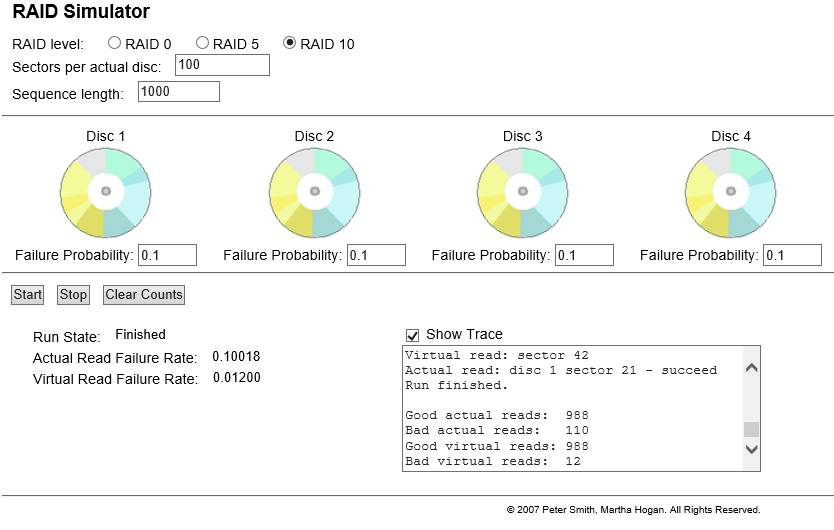 RAID Simulator
RAID level: RAID 0 RAID 5 RAID 10
Sectors per actual disc: 100
Sequence length: 1000
Disc 1 Disc 2 Disc 3 Disc 4
Failure Probability: 0.1 Failure Probability: 0.1 Failure Probability: 0.1 Failure Probability: 0.1
Start Stop Clear Counts
Run State: Finished
Actual Read Failure Rate: 0.10018
Virtual Read Failure Rate: 0.01200
Show Trace
Virtual read: sector 42
Actual read: disc 1 sector 21 - succeed
Run finished.
Good actual reads: 988
Bad actual reads: 110
Good virtual reads: 988
Bad virtual reads: 12
© 2007 Peter Smith, Martha Hogan. All Rights Reserved.